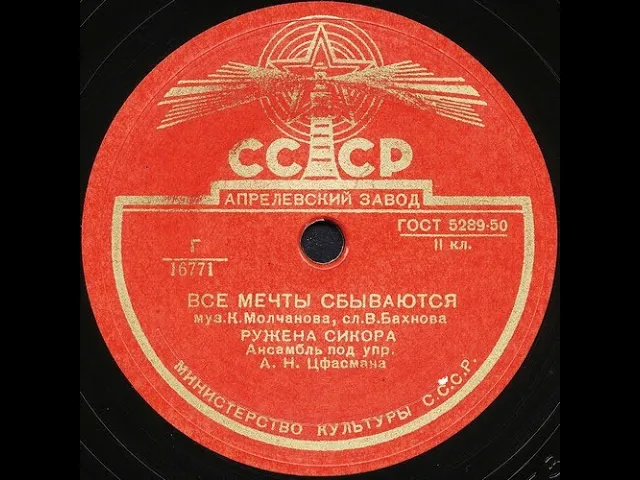 СССР
АПРЕЛЕВСКИЙ ЗАВОД
ГОСТ 5289-50
II кл.
Г
16771
ВСЕ МЕЧТЫ СБЫВАЮТСЯ
муз. К. Молчанова, сл. В. Бахнова
РУЖЕНА СИКОРА
Ансамбль под упр.
А. Н. Цфасмана
МИНИСТЕРСТВО КУЛЬТУРЫ С.С.С.Р.